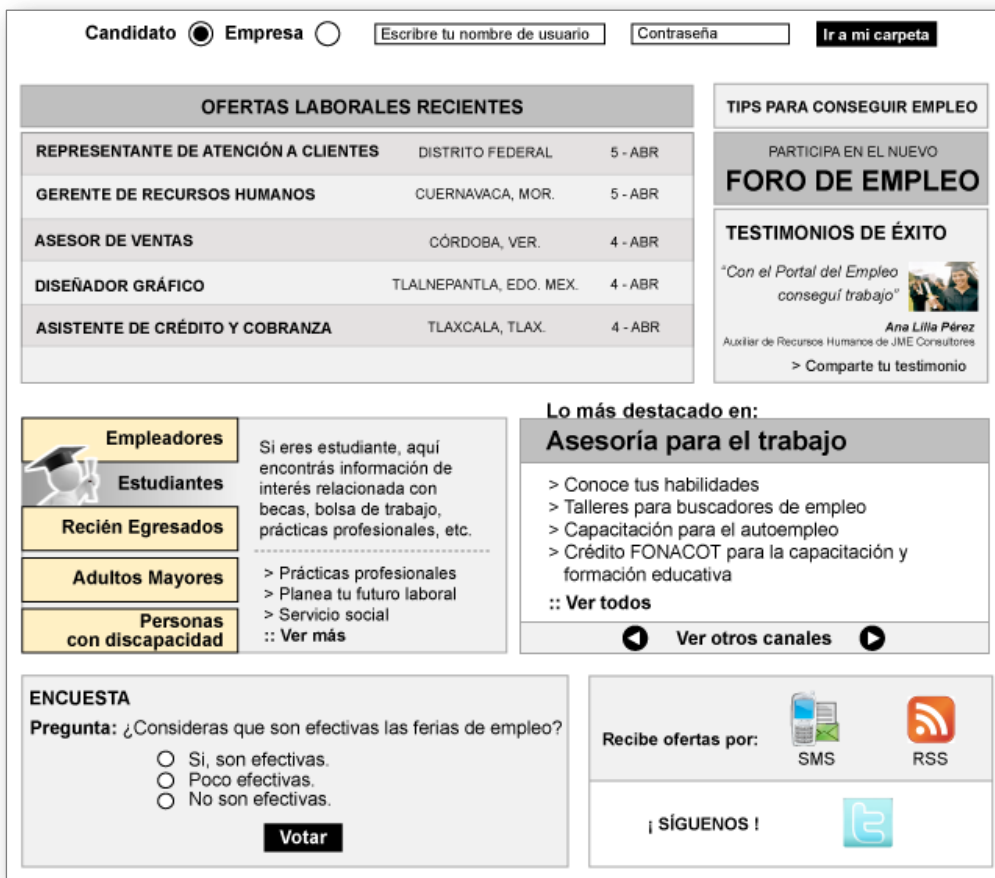 Candidato Empresa Escribre tu nombre de usuario Contraseña Ir a mi carpeta
OFERTAS LABORALES RECIENTES
REPRESENTANTE DE ATENCIÓN A CLIENTES DISTRITO FEDERAL 5 - ABR
GERENTE DE RECURSOS HUMANOS CUERNAVACA, MOR. 5 - ABR
ASESOR DE VENTAS CÓRDOBA, VER. 4 - ABR
DISEÑADOR GRÁFICO TLALNEPANTLA, EDO. MEX. 4 - ABR
ASISTENTE DE CRÉDITO Y COBRANZA TLAXCALA, TLAX. 4 - ABR
TIPS PARA CONSEGUIR EMPLEO
PARTICIPA EN EL NUEVO
FORO DE EMPLEO
TESTIMONIOS DE ÉXITO
“Con el Portal del Empleo
conseguí trabajo”
Ana Lilia Pérez
Auxiliar de Recursos Humanos de JME Consultores
> Comparte tu testimonio
Empleadores
Estudiantes
Recién Egresados
Adultos Mayores
Personas
con discapacidad
Si eres estudiante, aquí
encontrás información de
interés relacionada con
becas, bolsa de trabajo,
prácticas profesionales, etc.
> Prácticas profesionales
> Planea tu futuro laboral
> Servicio social
:: Ver más
Lo más destacado en:
Asesoría para el trabajo
> Conoce tus habilidades
> Talleres para buscadores de empleo
> Capacitación para el autoempleo
> Crédito FONACOT para la capacitación y
formación educativa
:: Ver todos
Ver otros canales
ENCUESTA
Pregunta: ¿Consideras que son efectivas las ferias de empleo?
Si, son efectivas.
Poco efectivas.
No son efectivas.
Votar
Recibe ofertas por:
SMS
RSS
¡ SÍGUENOS !
t